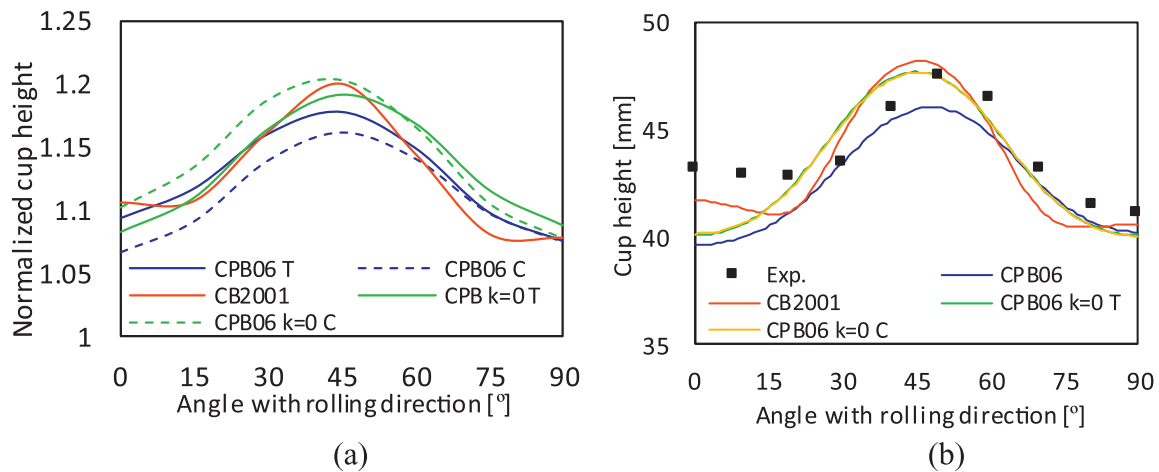 Normalized cup height
1.25
1.2
1.15
1.1
1.05
1
CPB06 T
CPB06 C
CB2001
CPB k=0 T
CPB06 k=0 C
0 15 30 45 60 75 90
Angle with rolling direction [º]
(a)
Cup height [mm]
50
45
40
35
Exp.
CPB06
CB2001
CPB06 k=0 T
CPB06 k=0 C
0 15 30 45 60 75 90
Angle with rolling direction [º]
(b)